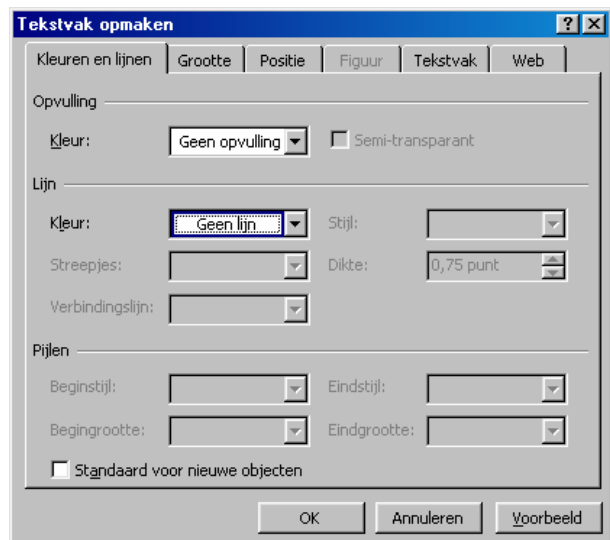 Tekstvak opmaken
Kleuren en lijnen Grootte Positie Figuur Tekstvak Web
Opvulling
Kleur: Geen opvulling Semi-transparant
Lijn
Kleur: Geen lijn Stijl:
Streepjes: Dikte: 0,75 punt
Verbindingslijn:
Pijlen
Beginstijl: Eindstijl:
Begingrootte: Eindgrootte:
Standaard voor nieuwe objecten
OK Annuleren Voorbeeld